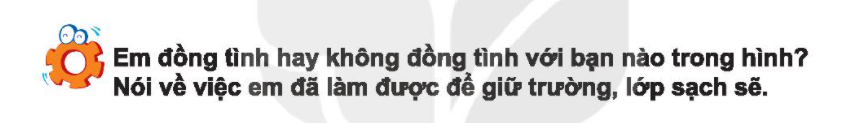 Em đồng tình hay không đồng tình với bạn nào trong hình?
Nói về việc em đã làm được để giữ trường, lớp sạch sẽ.